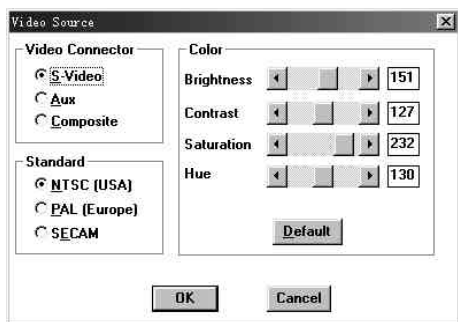 Video Source
Video Connector
S-Video
Aux
Composite
Standard
NTSC (USA)
PAL (Europe)
SECAM
Color
Brightness 151
Contrast 127
Saturation 232
Hue 130
Default
OK Cancel